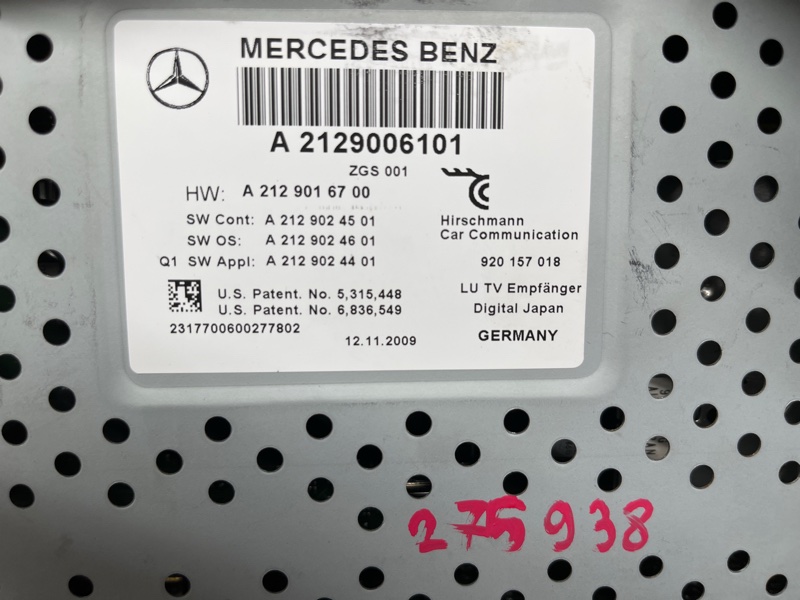 MERCEDES BENZ
A 2129006101
ZGS 001
HW: A 212 901 67 00
SW Cont: A 212 902 45 01
SW OS: A 212 902 46 01
Q1 SW Appl: A 212 902 44 01
Hirschmann
Car Communication
920 157 018
LU TV Empfänger
Digital Japan
GERMANY
U.S. Patent. No. 5,315,448
U.S. Patent. No. 6,836,549
2317700600277802
12.11.2009
275938